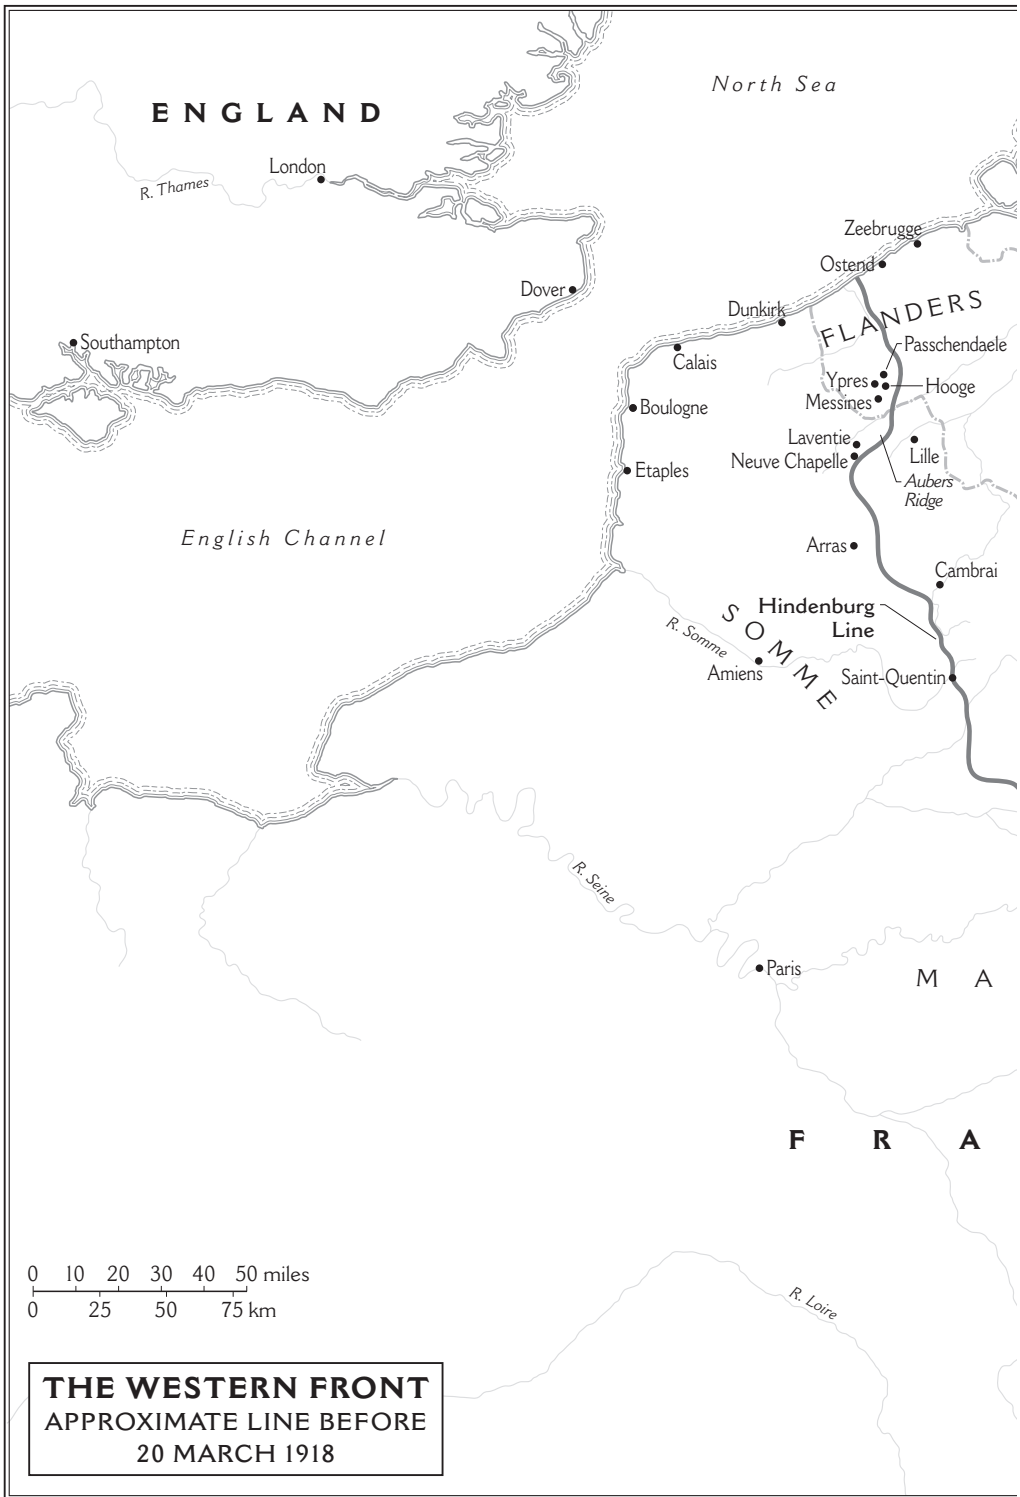 North Sea
ENGLAND
London
R. Thames
Zeebrugge
Ostend
Dover
Dunkirk
FLANDERS
Southampton
Calais
Passchendaele
Ypres
Hooge
Messines
Boulogne
Laventie
Neuve Chapelle
Lille
Etaples
Aubers
Ridge
English Channel
Arras
Cambrai
Hindenburg
Line
SOMME
R. Somme
Amiens
Saint-Quentin
R. Seine
Paris
M A
F R A
0 10 20 30 40 50 miles
0 25 50 75 km
R. Loire
THE WESTERN FRONT
APPROXIMATE LINE BEFORE
20 MARCH 1918